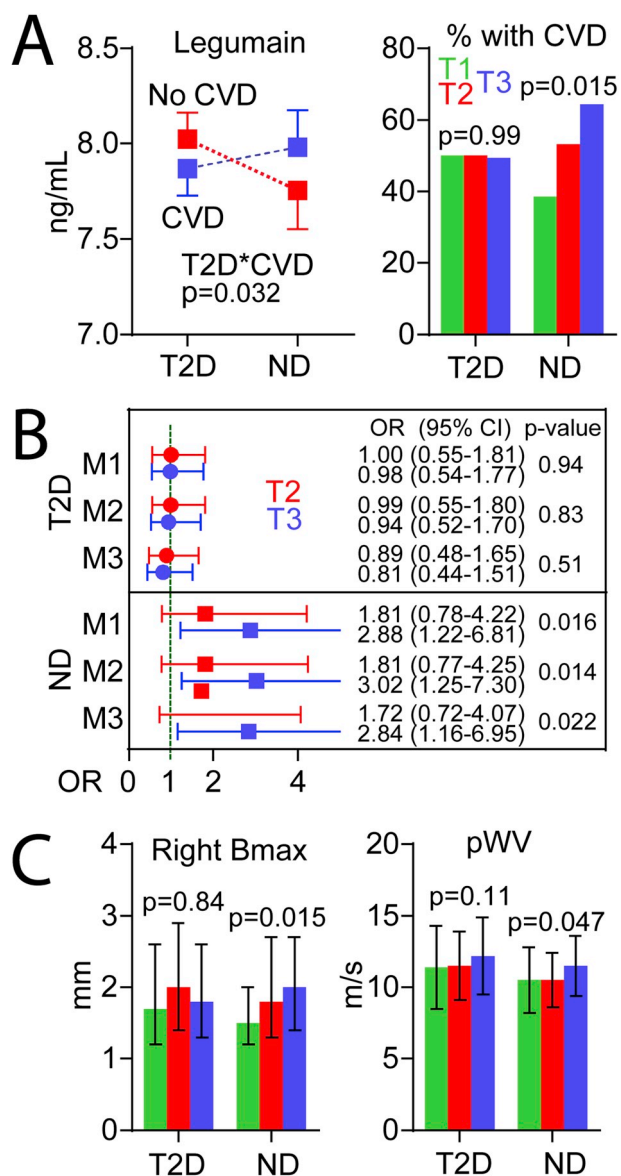 A
Legumain
8.5
8.0
7.5
7.0
ng/mL
No CVD
CVD
T2D*CVD
p=0.032
T2D ND
% with CVD
80
60
40
20
0
T1
T2
T3
p=0.015
p=0.99
T2D ND
B
OR (95% CI) p-value
T2D
M1
1.00 (0.55-1.81)
0.98 (0.54-1.77)
0.94
M2
0.99 (0.55-1.80)
0.94 (0.52-1.70)
0.83
M3
0.89 (0.48-1.65)
0.81 (0.44-1.51)
0.51
T2
T3
ND
M1
1.81 (0.78-4.22)
2.88 (1.22-6.81)
0.016
M2
1.81 (0.77-4.25)
3.02 (1.25-7.30)
0.014
M3
1.72 (0.72-4.07)
2.84 (1.16-6.95)
0.022
OR 0 1 2 4
C
Right Bmax
4
3
2
1
0
mm
p=0.84
p=0.015
T2D ND
pWV
20
15
10
5
0
m/s
p=0.11
p=0.047
T2D ND